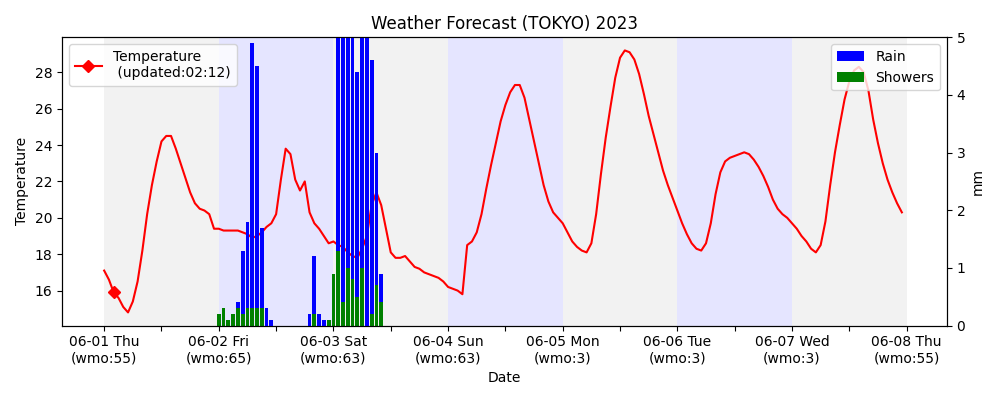 Weather Forecast (TOKYO) 2023
Temperature
(updated:02:12)
Rain
Showers
Temperature
28
26
24
22
20
18
16
5
4
3
2
1
0
mm
06-01 Thu
(wmo:55)
06-02 Fri
(wmo:65)
06-03 Sat
(wmo:63)
06-04 Sun
(wmo:63)
06-05 Mon
(wmo:3)
06-06 Tue
(wmo:3)
06-07 Wed
(wmo:3)
06-08 Thu
(wmo:55)
Date